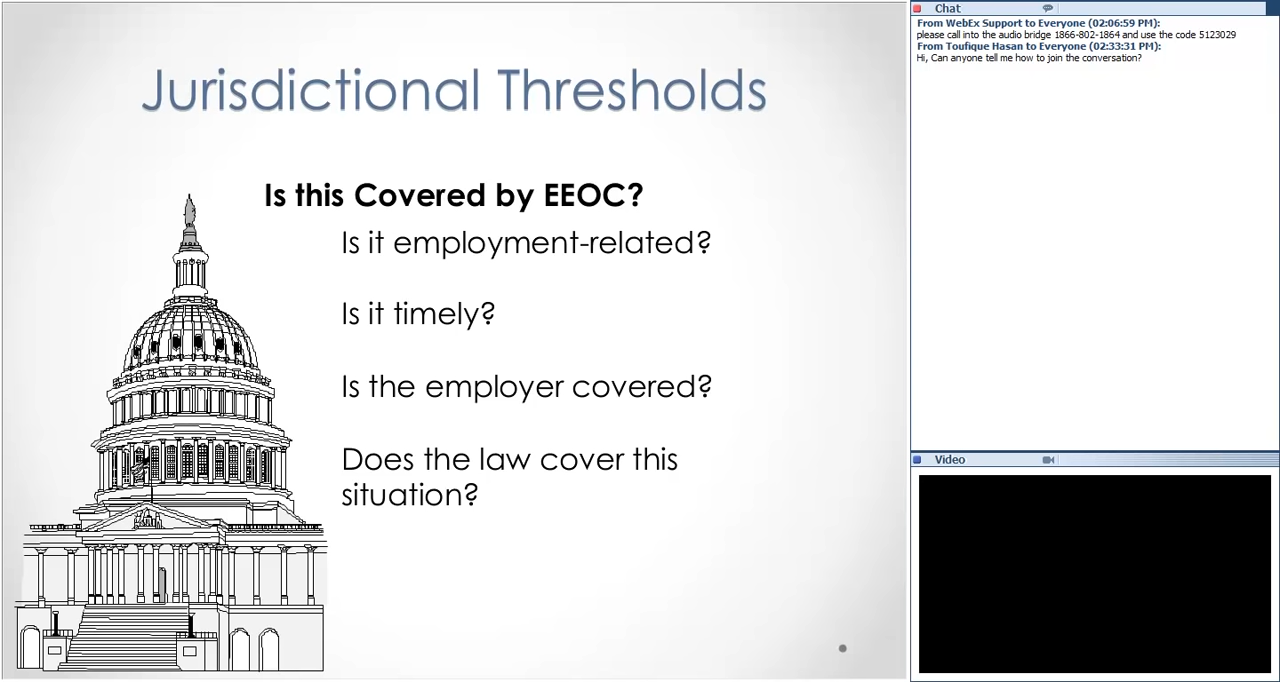 Jurisdictional Thresholds
Is this Covered by EEOC?
Is it employment-related?
Is it timely?
Is the employer covered?
Does the law cover this
situation?
Chat
From WebEx Support to Everyone (02:06:59 PM):
please call into the audio bridge 1866-802-1864 and use the code 5123029
From Toufique Hasan to Everyone (02:33:31 PM):
Hi, Can anyone tell me how to join the conversation?
Video